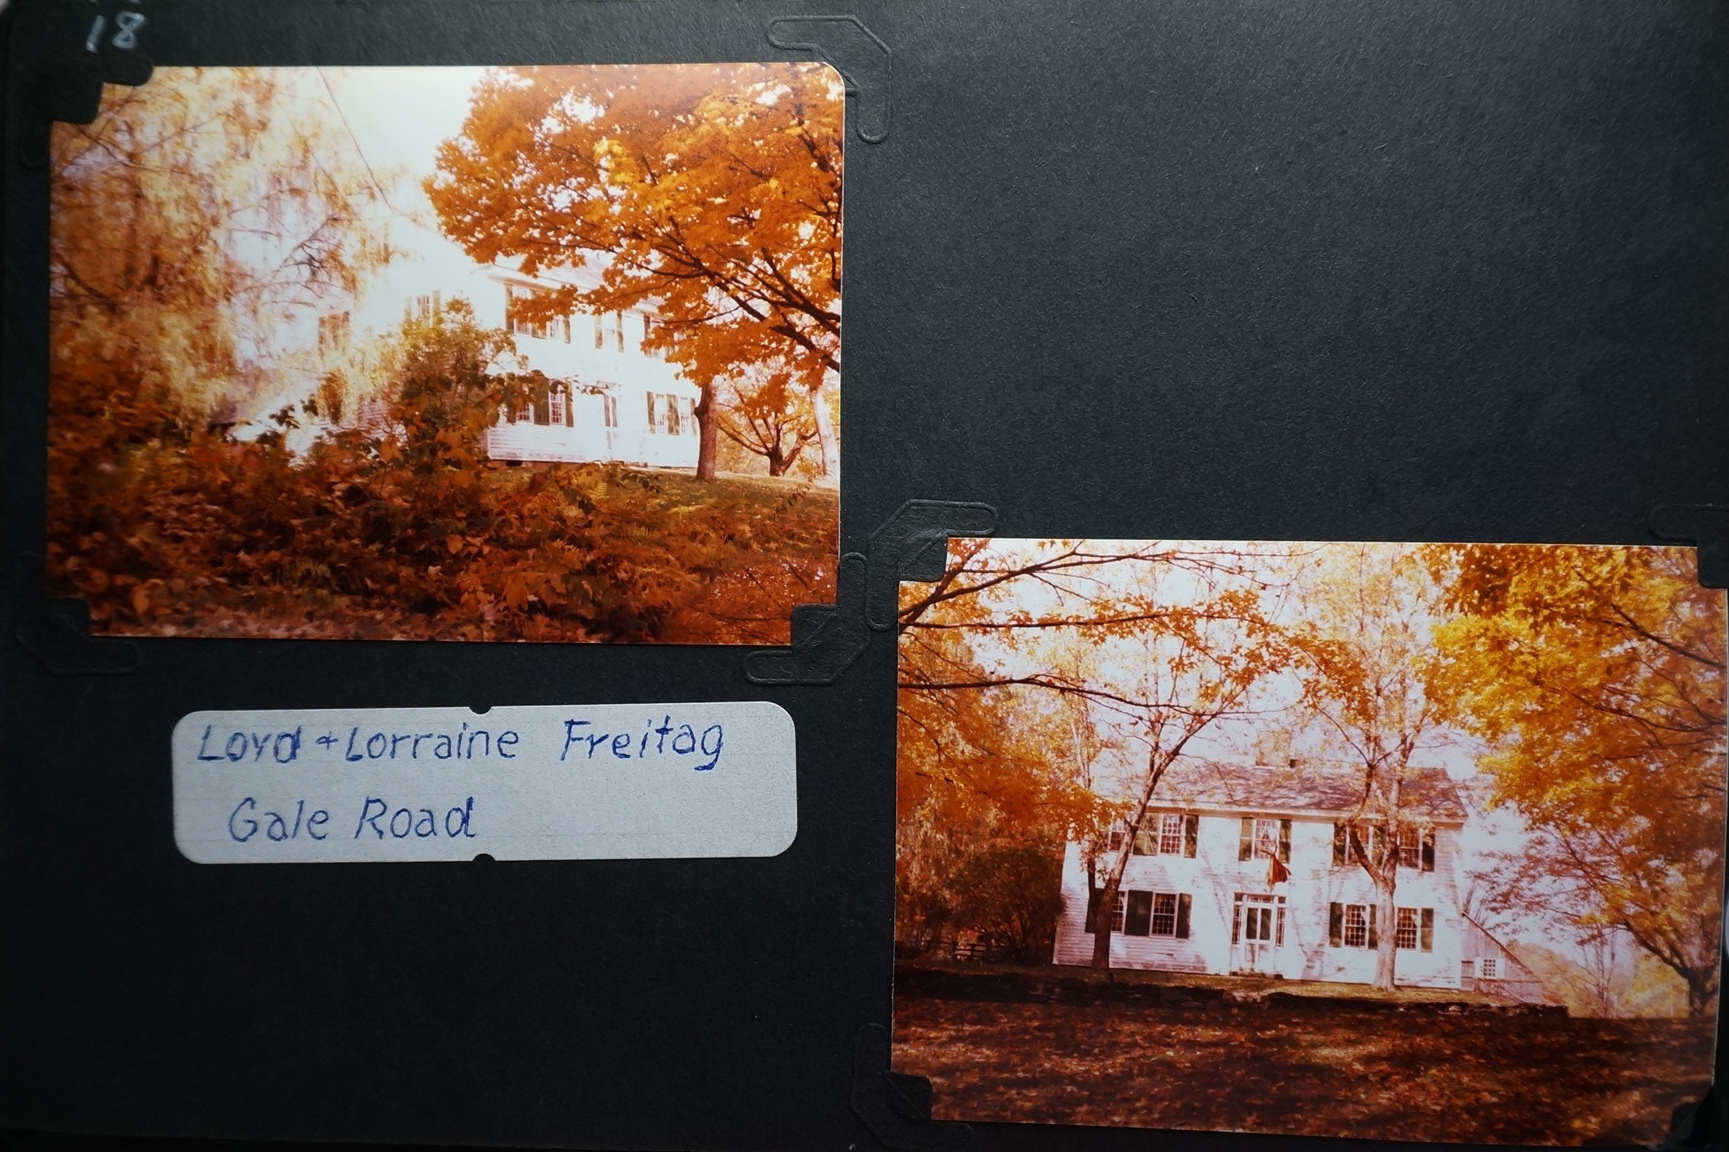 18
Loyd + Lorraine Freitag
Gale Road